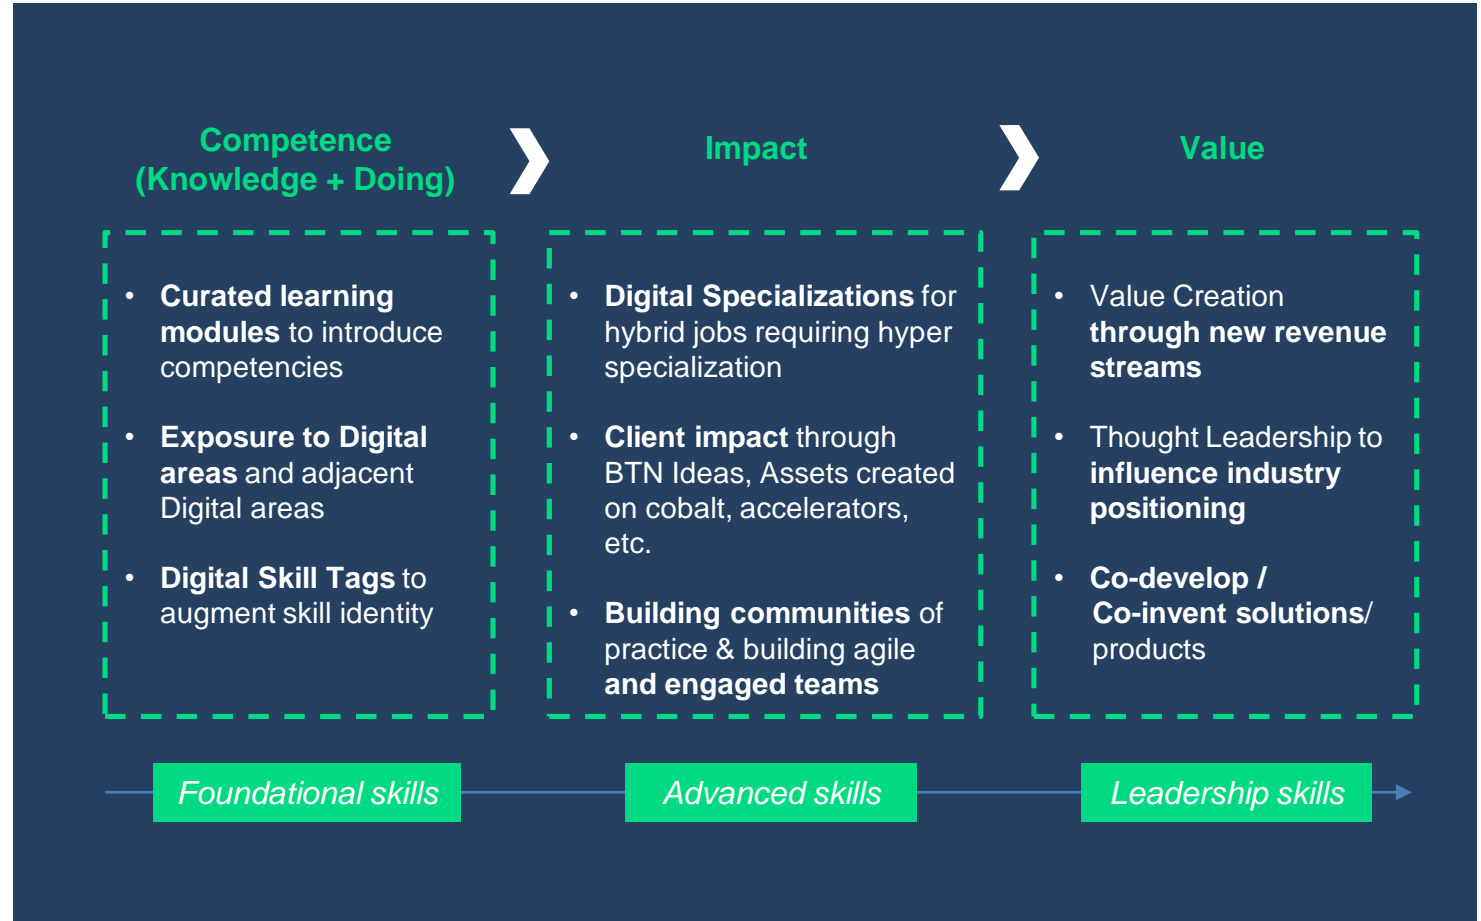 Competence
(Knowledge + Doing)
Impact
Value
• Curated learning
modules to introduce
competencies
• Exposure to Digital
areas and adjacent
Digital areas
• Digital Skill Tags to
augment skill identity
• Digital Specializations for
hybrid jobs requiring hyper
specialization
• Client impact through
BTN Ideas, Assets created
on cobalt, accelerators,
etc.
• Building communities of
practice & building agile
and engaged teams
• Value Creation
through new revenue
streams
• Thought Leadership to
influence industry
positioning
• Co-develop /
Co-invent solutions/
products
Foundational skills
Advanced skills
Leadership skills